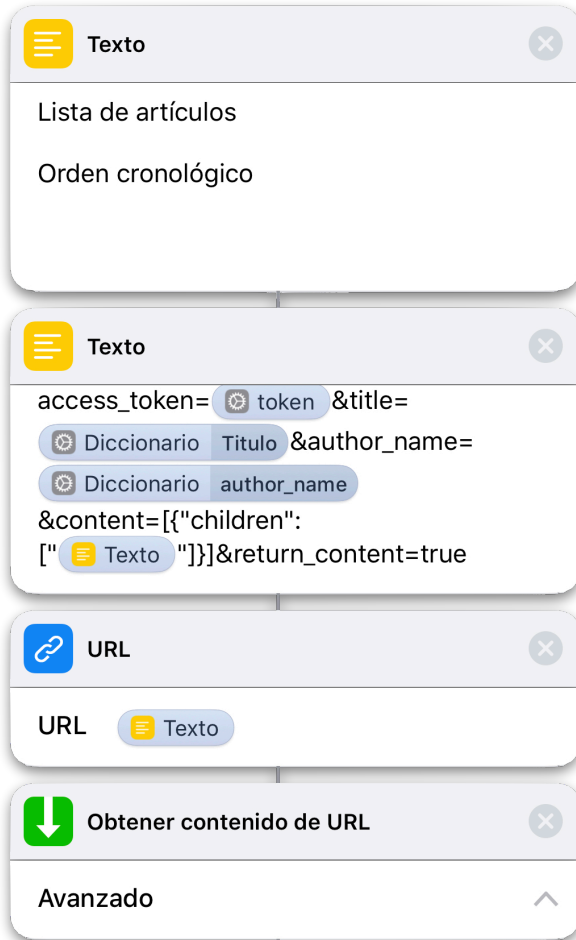 Texto
Lista de artículos
Orden cronológico
Texto
access_token= token &title=
Diccionario Titulo &author_name=
Diccionario author_name
&content=[{"children":
[" Texto "]}]&return_content=true
URL
URL Texto
Obtener contenido de URL
Avanzado